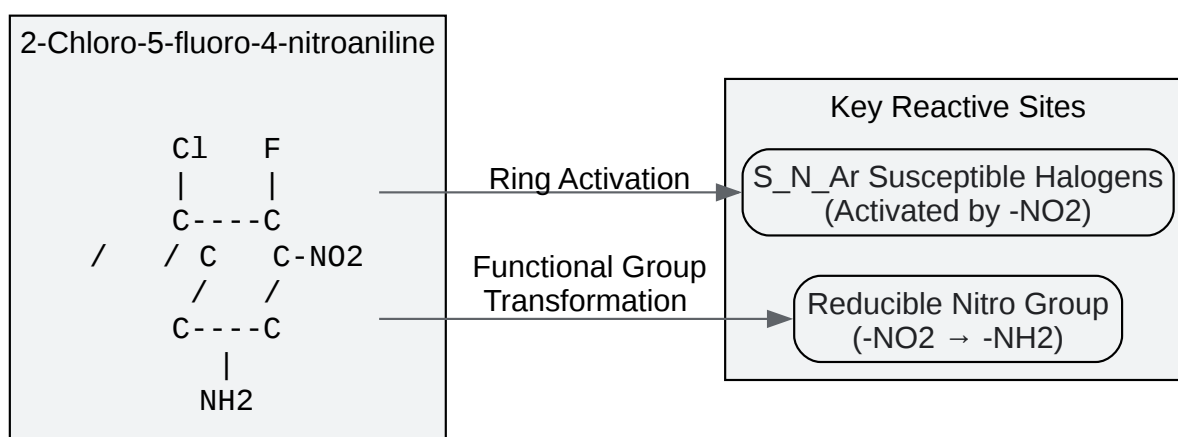 2-Chloro-5-fluoro-4-nitroaniline
Cl   F
|    |
C----C
/   / C   C-NO2
/   /
C----C
|
NH2
Ring Activation
Functional Group
Transformation
Key Reactive Sites
S_N_Ar Susceptible Halogens
(Activated by -NO2)
Reducible Nitro Group
(-NO2 → -NH2)